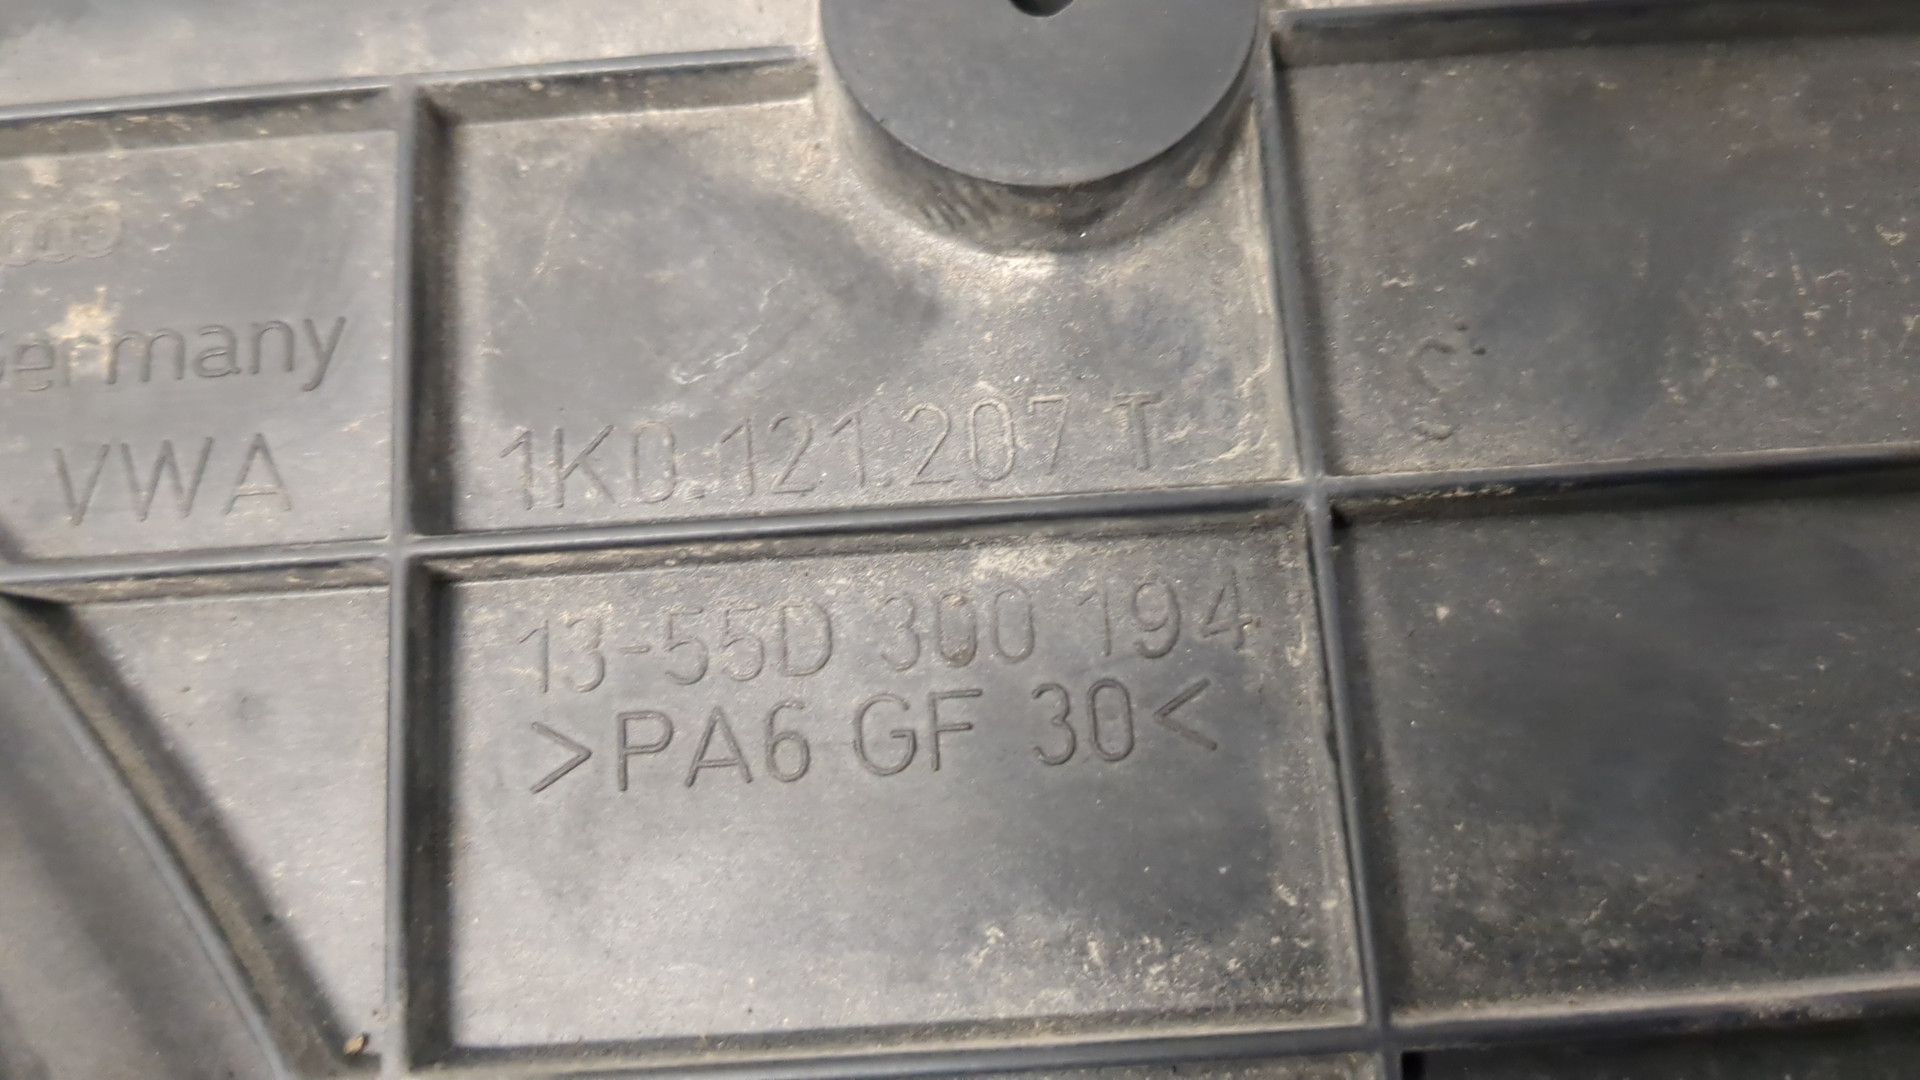 Germany
VWA
1K0.121.207 T
13-55D 300 194
>PA6 GF 30<